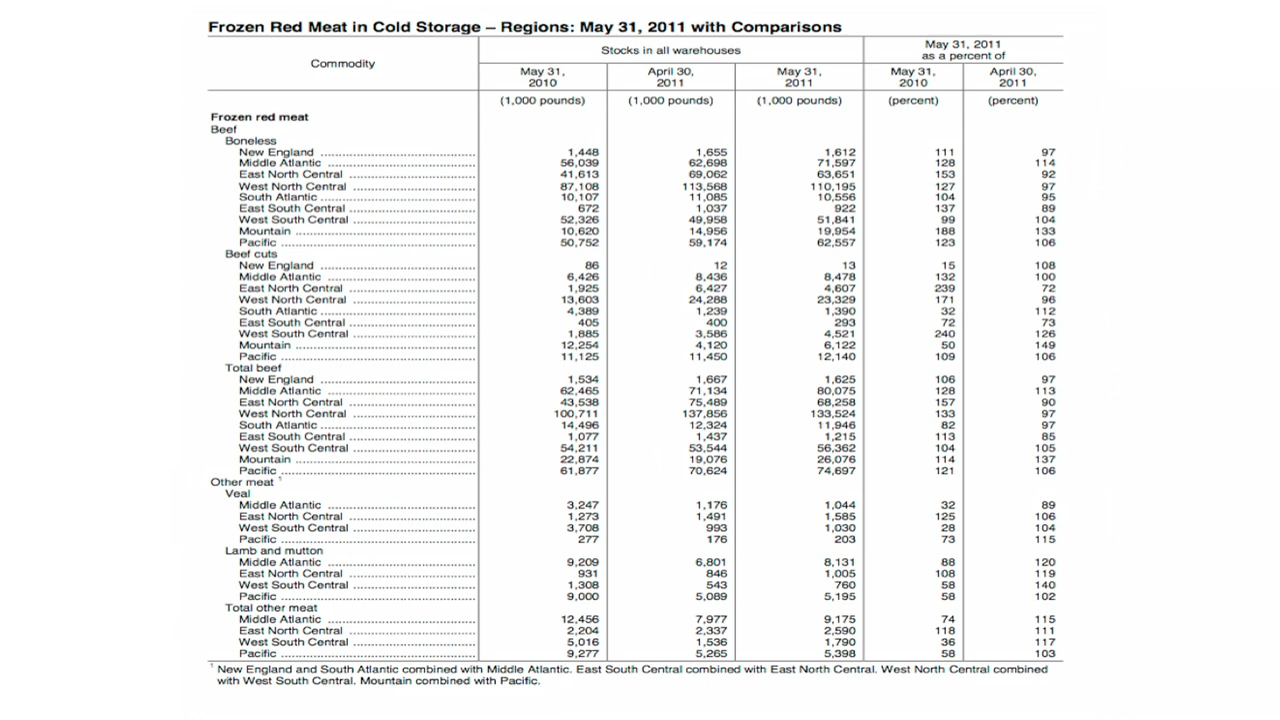 Frozen Red Meat in Cold Storage – Regions: May 31, 2011 with Comparisons
Commodity
Stocks in all warehouses
May 31, 2011
as a percent of
May 31, 2010
April 30, 2011
May 31, 2011
May 31, 2010
April 30, 2011
(1,000 pounds) (1,000 pounds) (1,000 pounds) (percent) (percent)
Frozen red meat
Beef
Boneless
New England 1,448 1,655 1,612 111 97
Middle Atlantic 56,039 62,698 71,597 128 114
East North Central 41,613 69,062 63,651 153 92
West North Central 87,108 113,568 110,195 127 97
South Atlantic 10,107 11,085 10,556 104 95
East South Central 672 1,037 922 137 89
West South Central 52,326 49,958 51,841 99 104
Mountain 10,620 14,956 19,954 188 133
Pacific 50,752 59,174 62,557 123 106
Beef cuts
New England 86 12 13 15 108
Middle Atlantic 6,426 8,436 8,478 132 100
East North Central 1,925 6,427 4,607 239 72
West North Central 13,603 24,288 23,329 171 96
South Atlantic 4,389 1,239 1,390 32 112
East South Central 405 400 293 72 73
West South Central 1,885 3,586 4,521 240 126
Mountain 12,254 4,120 6,122 50 149
Pacific 11,125 11,450 12,140 109 106
Total beef
New England 1,534 1,667 1,625 106 97
Middle Atlantic 62,465 71,134 80,075 128 113
East North Central 43,538 75,489 68,258 157 90
West North Central 100,711 137,856 133,524 133 97
South Atlantic 14,496 12,324 11,946 82 97
East South Central 1,077 1,437 1,215 113 85
West South Central 54,211 53,544 56,362 104 105
Mountain 22,874 19,076 26,076 114 137
Pacific 61,877 70,624 74,697 121 106
Other meat ¹
Veal
Middle Atlantic 3,247 1,176 1,044 32 89
East North Central 1,273 1,491 1,585 125 106
West South Central 3,708 993 1,030 28 104
Pacific 277 176 203 73 115
Lamb and mutton
Middle Atlantic 9,209 6,801 8,131 88 120
East North Central 931 846 1,005 108 119
West South Central 1,308 543 760 58 140
Pacific 9,000 5,089 5,195 58 102
Total other meat
Middle Atlantic 12,456 7,977 9,175 74 115
East North Central 2,204 2,337 2,590 118 111
West South Central 5,016 1,536 1,790 36 117
Pacific 9,277 5,265 5,398 58 103
¹ New England and South Atlantic combined with Middle Atlantic. East South Central combined with East North Central. West North Central combined
with West South Central. Mountain combined with Pacific.